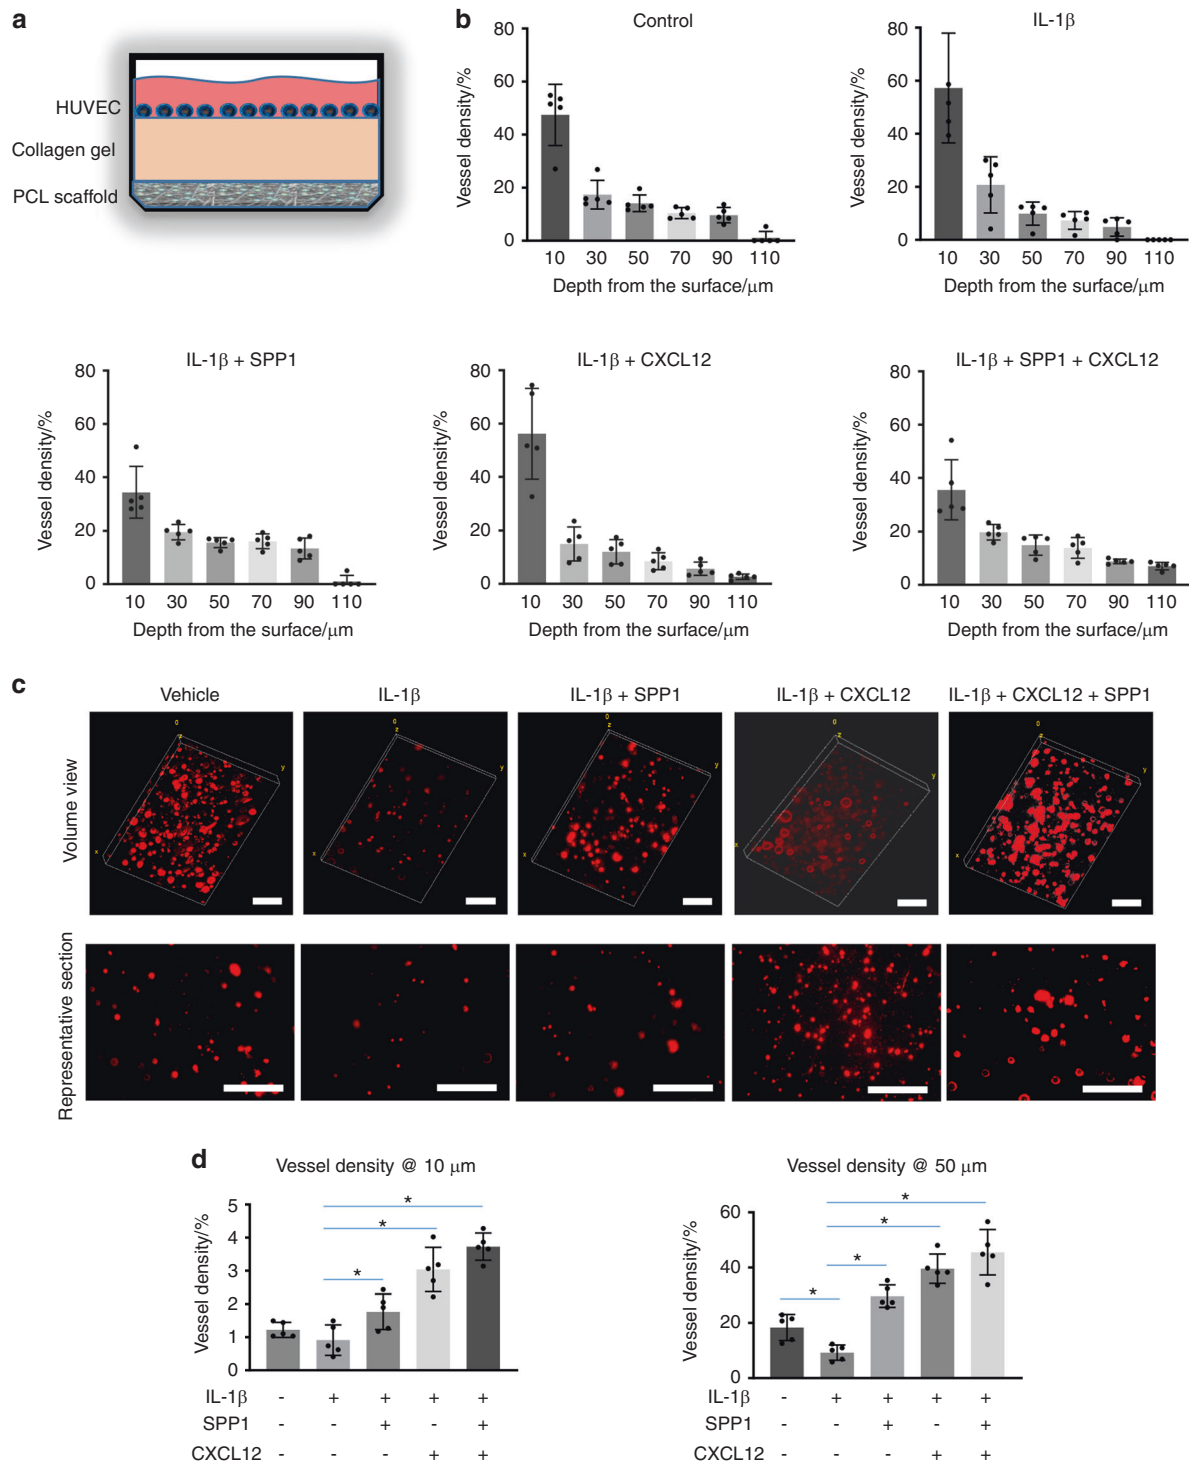 a
HUVEC
Collagen gel
PCL scaffold
b
Control
Vessel density/%
80
60
40
20
0
10 30 50 70 90 110
Depth from the surface/μm
IL-1β
Vessel density/%
80
60
40
20
0
10 30 50 70 90 110
Depth from the surface/μm
IL-1β + SPP1
Vessel density/%
80
60
40
20
0
10 30 50 70 90 110
Depth from the surface/μm
IL-1β + CXCL12
Vessel density/%
80
60
40
20
0
10 30 50 70 90 110
Depth from the surface/μm
IL-1β + SPP1 + CXCL12
Vessel density/%
80
60
40
20
0
10 30 50 70 90 110
Depth from the surface/μm
c
Vehicle IL-1β IL-1β + SPP1 IL-1β + CXCL12 IL-1β + CXCL12 + SPP1
Volume view
0 z y x
0 z y x
0 z y x
0 z y x
0 z y x
Representative section
d
Vessel density @ 10 μm
Vessel density/%
5
4
3
2
1
0
* * *
IL-1β - + + + +
SPP1 - - + - +
CXCL12 - - - + +
Vessel density @ 50 μm
Vessel density/%
60
40
20
0
* * * *
IL-1β - + + + +
SPP1 - - + - +
CXCL12 - - - + +